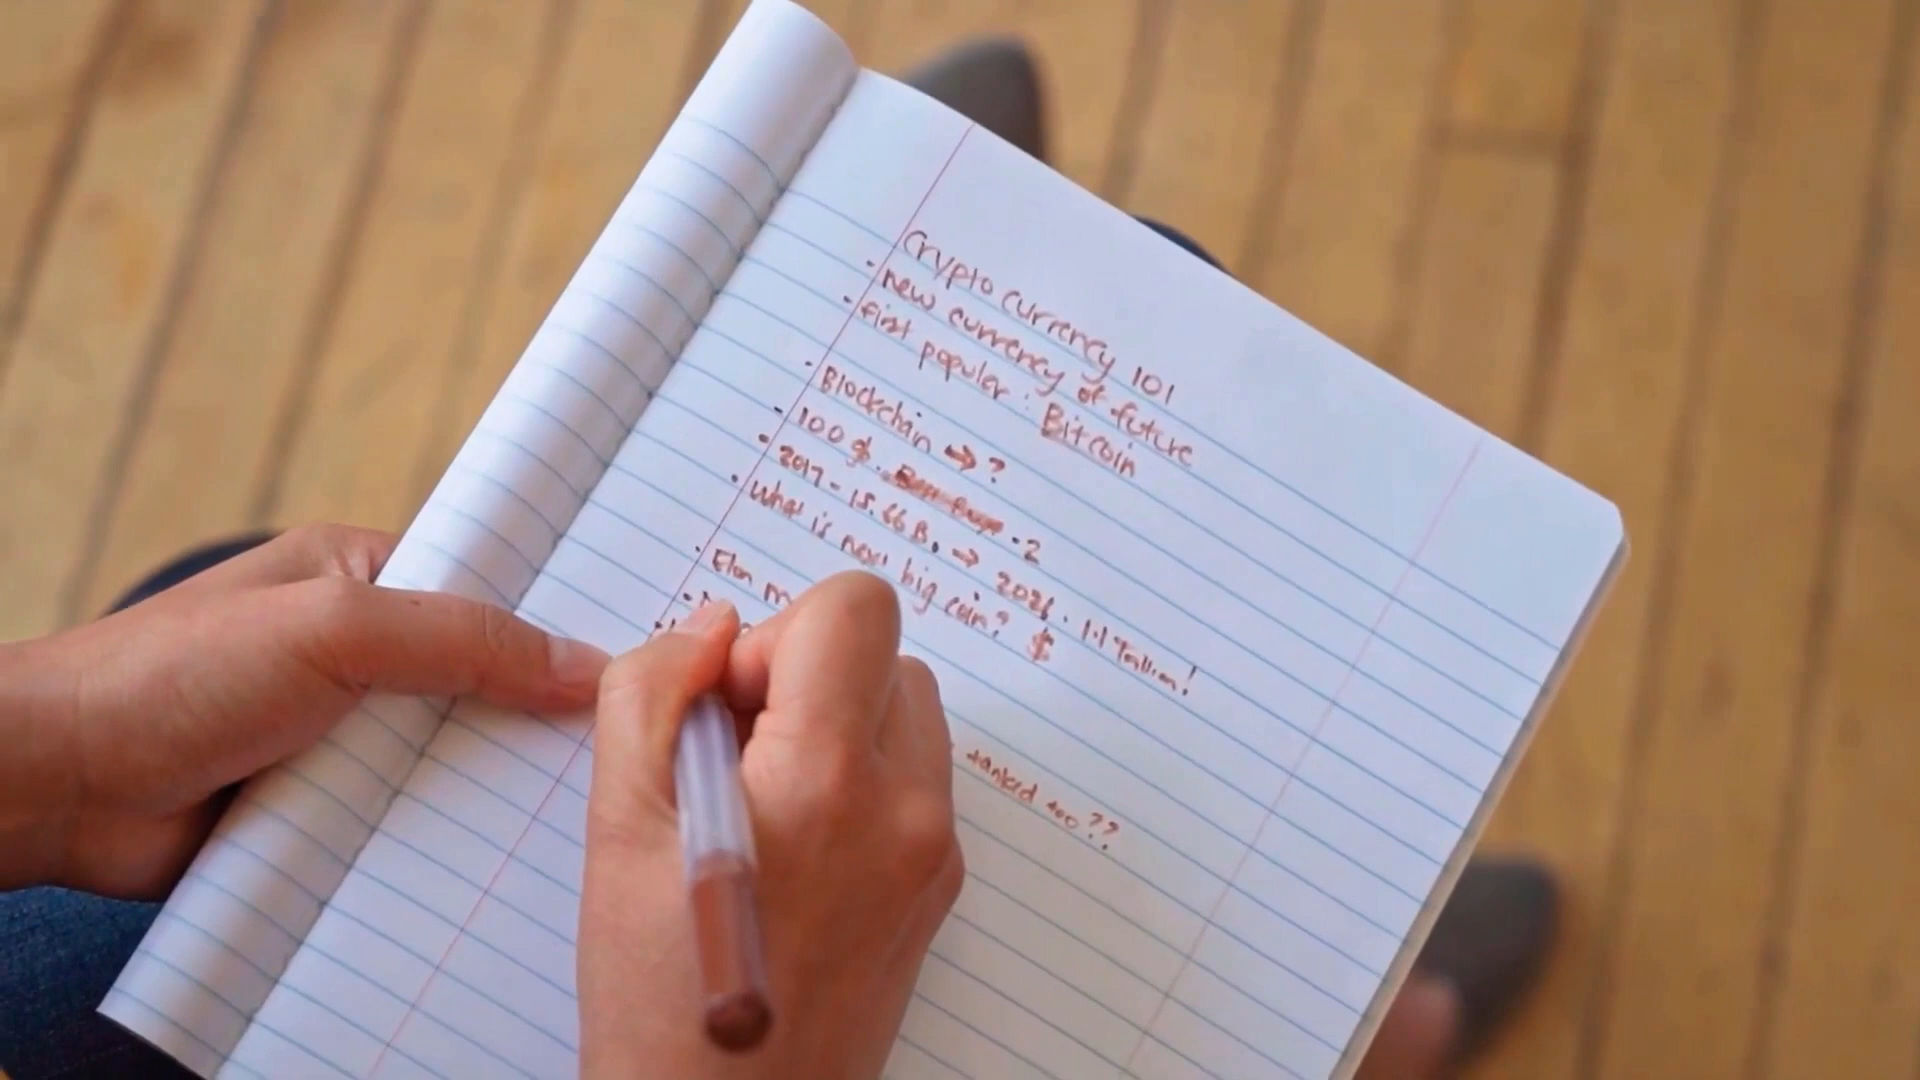 Crypto currency 101
- new currency of future
- first popular : Bitcoin
- Blockchain → ?
- 100 $ . . 2
- 2017 - 15.66 B. → 2021 . 1.1 Trillion!
- What is next big coin? $
- Elon m
tanked too ??